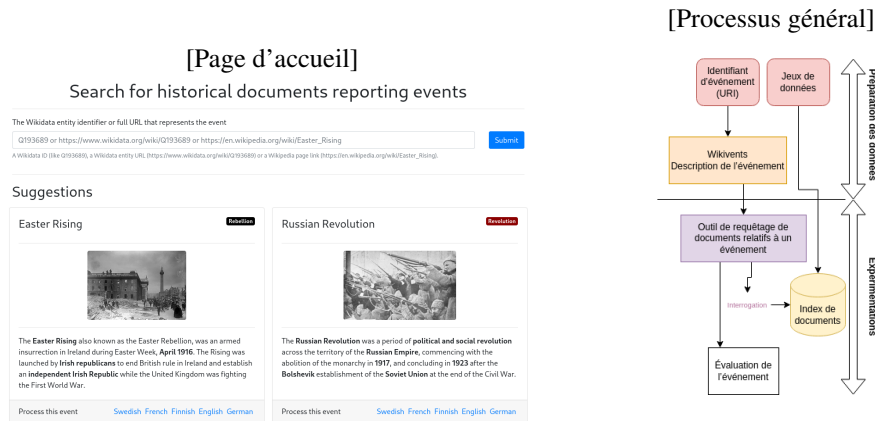 [Page d'accueil]
Search for historical documents reporting events
The Wikidata entity identifier or full URL that represents the event
Q193689 or https://www.wikidata.org/wiki/Q193689 or https://en.wikipedia.org/wiki/Easter_Rising
Submit
A Wikidata ID (like Q193689), a Wikidata entity URL (https://www.wikidata.org/wiki/Q193689) or a Wikipedia page link (https://en.wikipedia.org/wiki/Easter_Rising).
Suggestions
Easter Rising
Rebellion
The Easter Rising also known as the Easter Rebellion, was an armed
insurrection in Ireland during Easter Week, April 1916. The Rising was
launched by Irish republicans to end British rule in Ireland and establish
an independent Irish Republic while the United Kingdom was fighting
the First World War.
Process this event
Swedish French Finnish English German
Russian Revolution
Revolution
The Russian Revolution was a period of political and social revolution
across the territory of the Russian Empire, commencing with the
abolition of the monarchy in 1917, and concluding in 1923 after the
Bolshevik establishment of the Soviet Union at the end of the Civil War.
Process this event
Swedish French Finnish English German
[Processus général]
Identifiant
d'événement
(URI)
Jeux de
données
Préparation des données
Wikivents
Description de l'événement
Outil de requêtage de
documents relatifs à un
événement
Interrogation
Index de
documents
Expérimentations
Évaluation de
l'événement